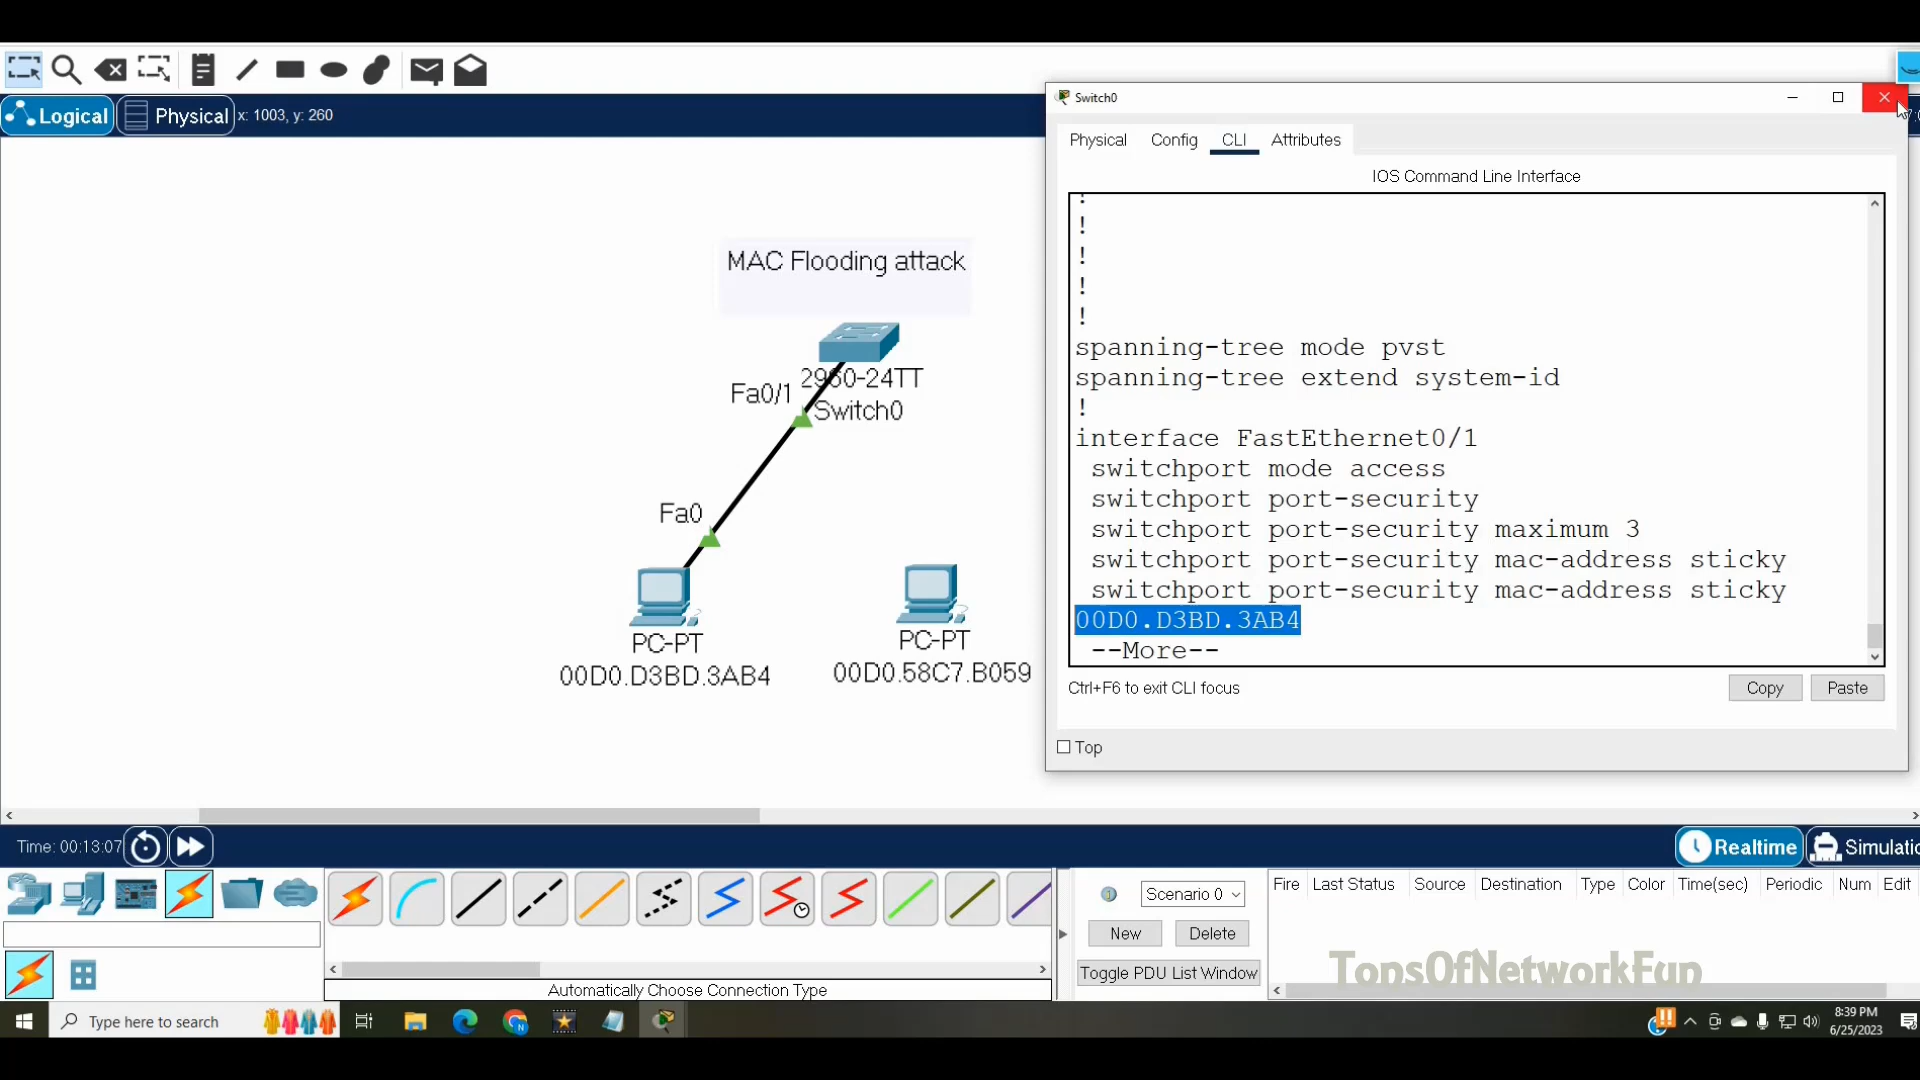 Logical
Physical
x: 1003, y: 260
MAC Flooding attack
2960-24TT
Fa0/1
Switch0
Fa0
PC-PT
00D0.D3BD.3AB4
PC-PT
00D0.58C7.B059
Switch0
Physical Config CLI Attributes
IOS Command Line Interface
!
!
!
!
!
spanning-tree mode pvst
spanning-tree extend system-id
!
interface FastEthernet0/1
switchport mode access
switchport port-security
switchport port-security maximum 3
switchport port-security mac-address sticky
switchport port-security mac-address sticky
00D0.D3BD.3AB4
--More--
Ctrl+F6 to exit CLI focus
Copy
Paste
Top
Time: 00:13:07
Realtime
Simulatio
Automatically Choose Connection Type
Scenario 0
New
Delete
Toggle PDU List Window
Fire Last Status Source Destination Type Color Time(sec) Periodic Num Edit
TopsOfNetworkFun
Type here to search
8:39 PM
6/25/2023